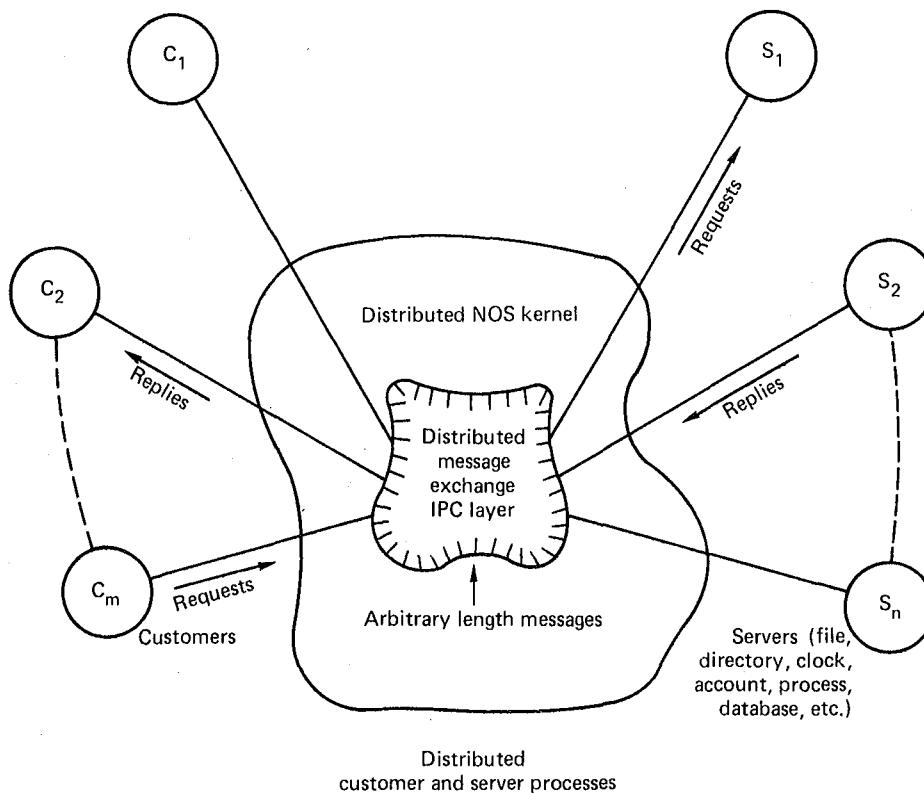 C1
S1
Requests
C2
Distributed NOS kernel
S2
Replies
Replies
Distributed
message
exchange
IPC layer
Cm
Requests
Arbitrary length messages
Sn
Customers
Servers (file,
directory, clock,
account, process,
database, etc.)
Distributed
customer and server processes